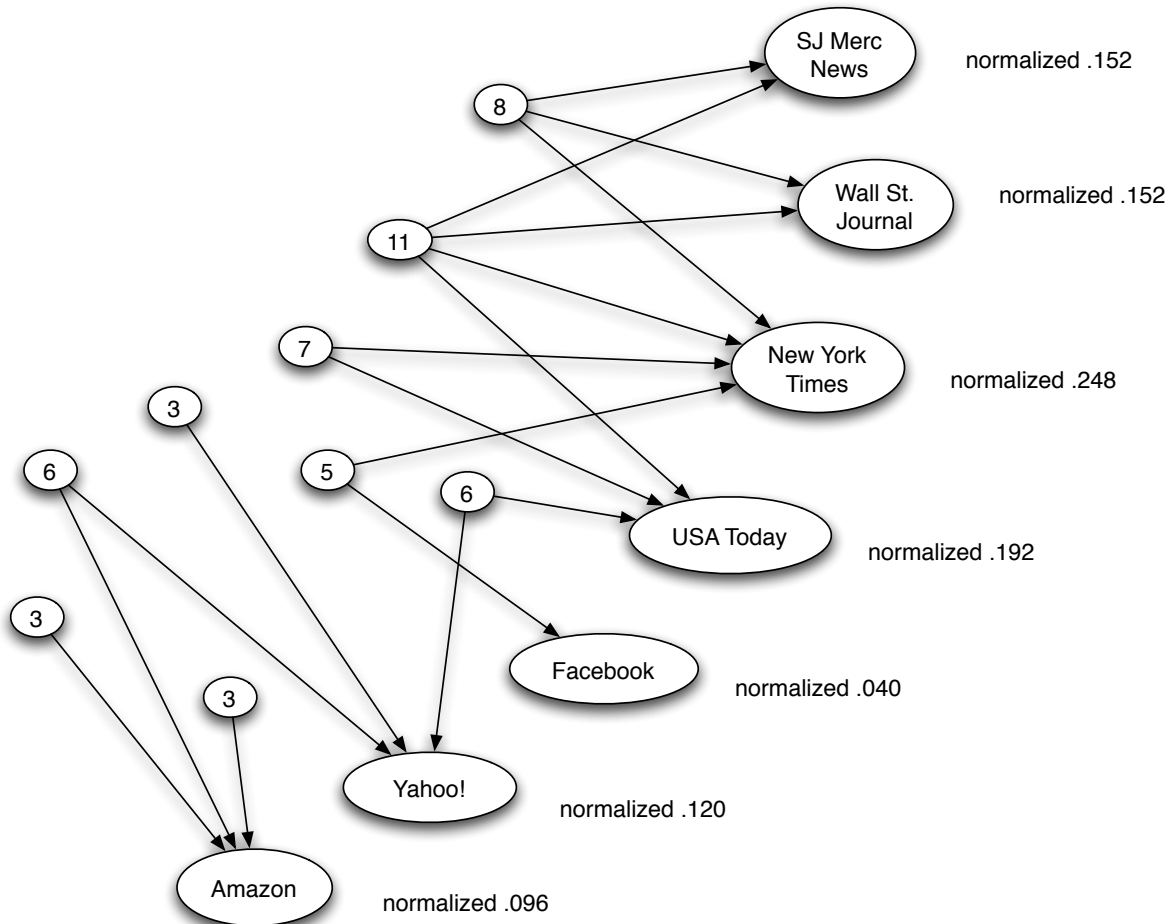 SJ Merc
News
normalized .152
8
Wall St.
Journal
normalized .152
11
7
New York
Times
normalized .248
3
6
5
6
USA Today
normalized .192
3
Facebook
normalized .040
3
Yahoo!
normalized .120
Amazon
normalized .096